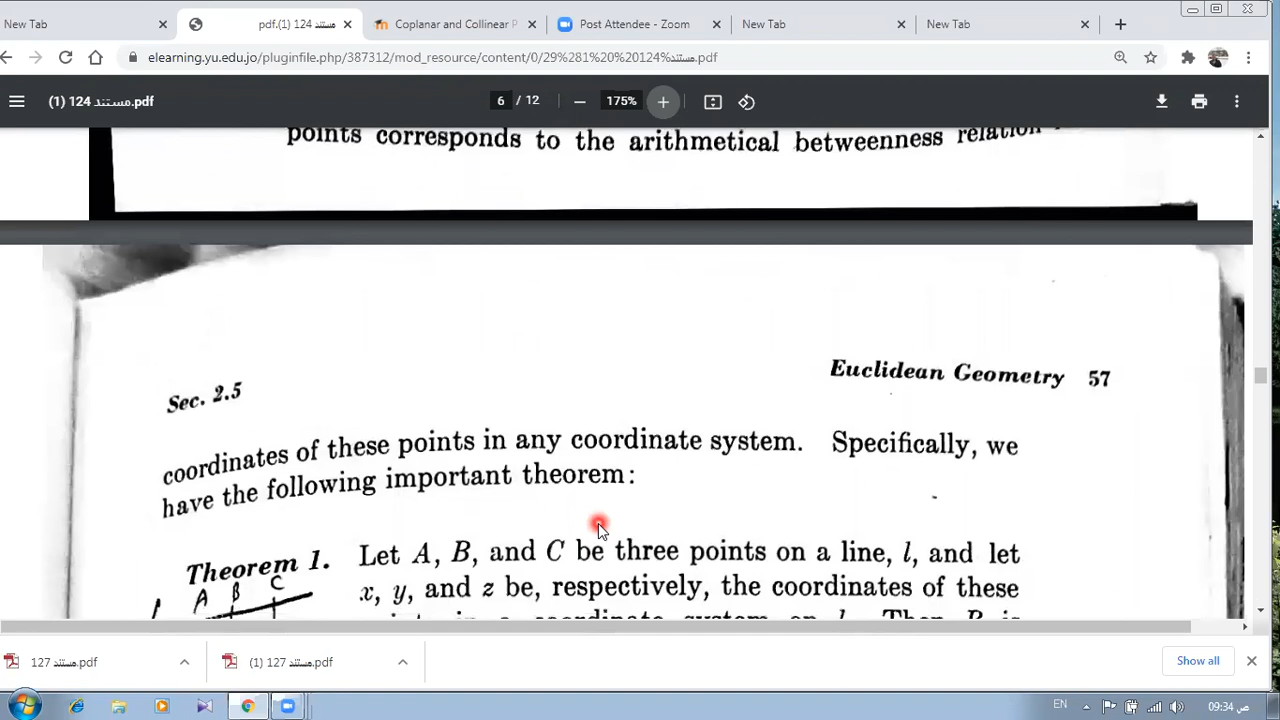 New Tab
مستند 124 (1).pdf
Coplanar and Collinear P
Post Attendee - Zoom
New Tab
New Tab
elearning.yu.edu.jo/pluginfile.php/387312/mod_resource/content/0/29%281%20%20124%مستند.pdf
مستند 124 (1).pdf
6 / 12
175%
points corresponds to the arithmetical betweenness relation
Sec. 2.5
Euclidean Geometry 57
coordinates of these points in any coordinate system. Specifically, we
have the following important theorem:
Theorem 1. Let A, B, and C be three points on a line, l, and let
x, y, and z be, respectively, the coordinates of these
A B C
l. Then B is
مستند 127.pdf
مستند 127 (1).pdf
Show all
EN
09:34 ص